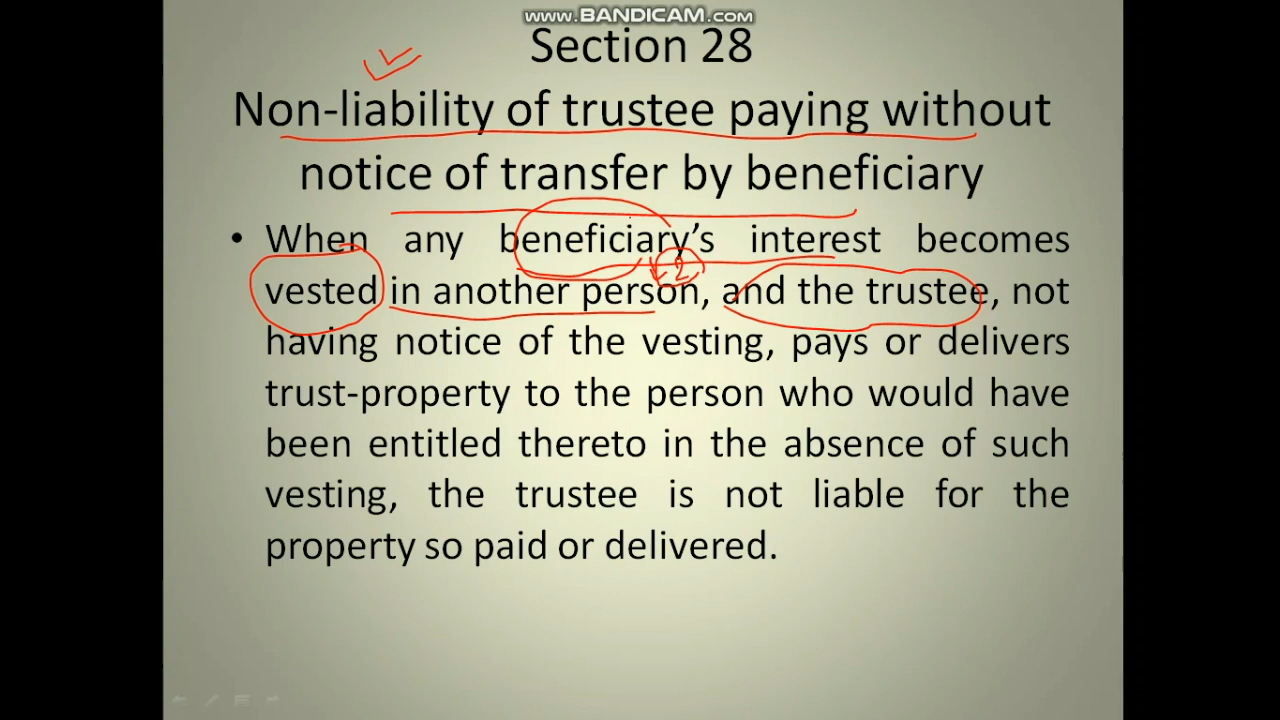 www.BANDICAM.com
Section 28
Non-liability of trustee paying without
notice of transfer by beneficiary
• When any beneficiary's interest becomes
2
vested in another person, and the trustee, not
having notice of the vesting, pays or delivers
trust-property to the person who would have
been entitled thereto in the absence of such
vesting, the trustee is not liable for the
property so paid or delivered.